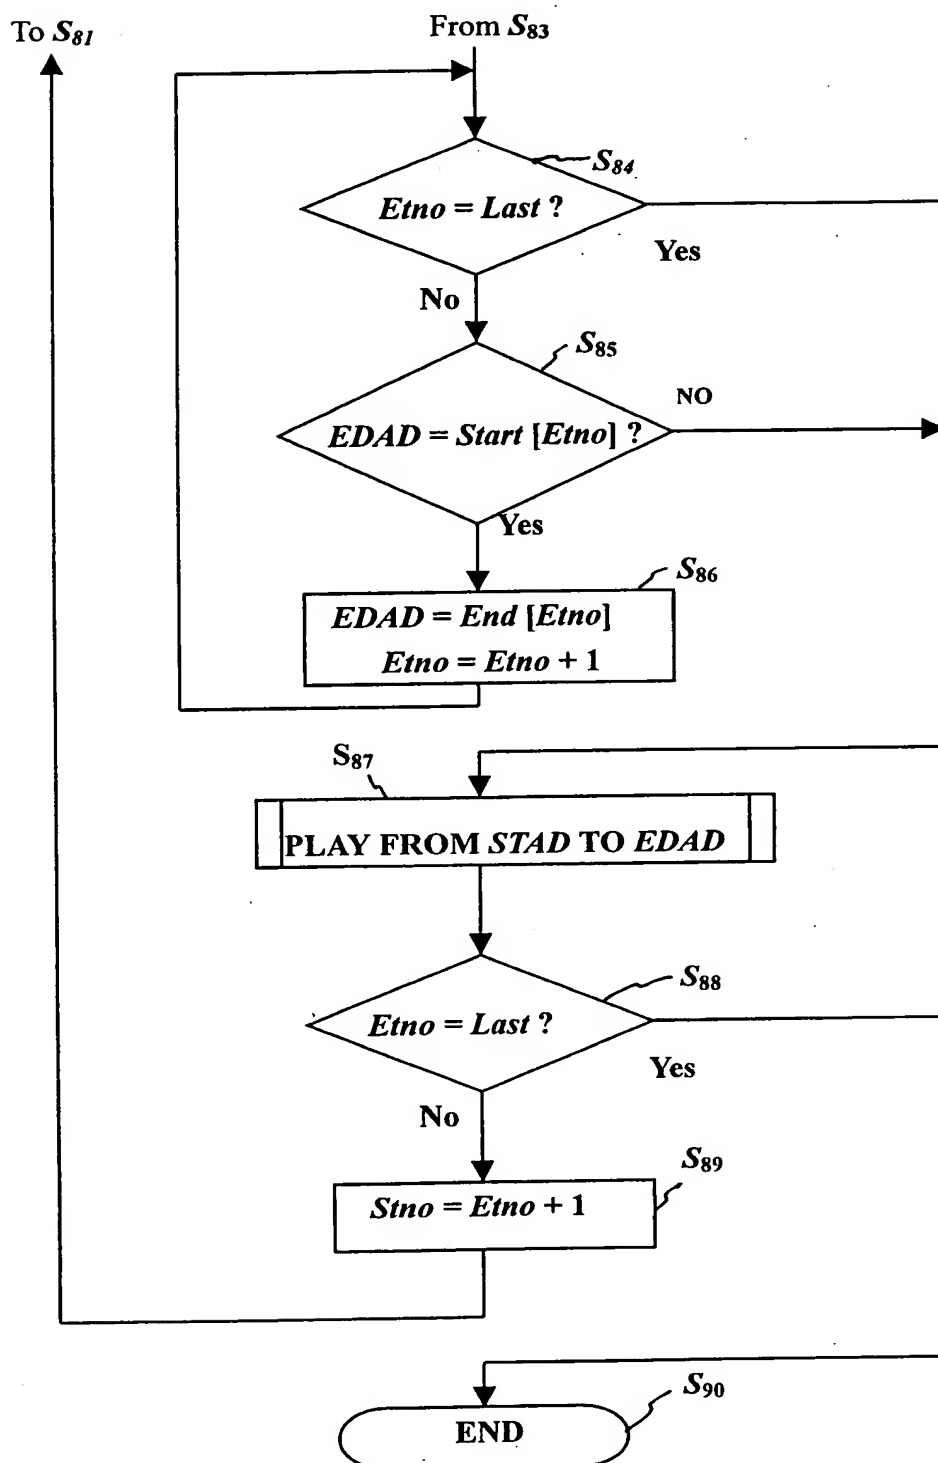 To S81
From S83
S84
Etno = Last ?
Yes
No
S85
NO
EDAD = Start [Etno] ?
Yes
S86
EDAD = End [Etno]
Etno = Etno + 1
S87
PLAY FROM STAD TO EDAD
S88
Etno = Last ?
Yes
No
S89
Stno = Etno + 1
S90
END